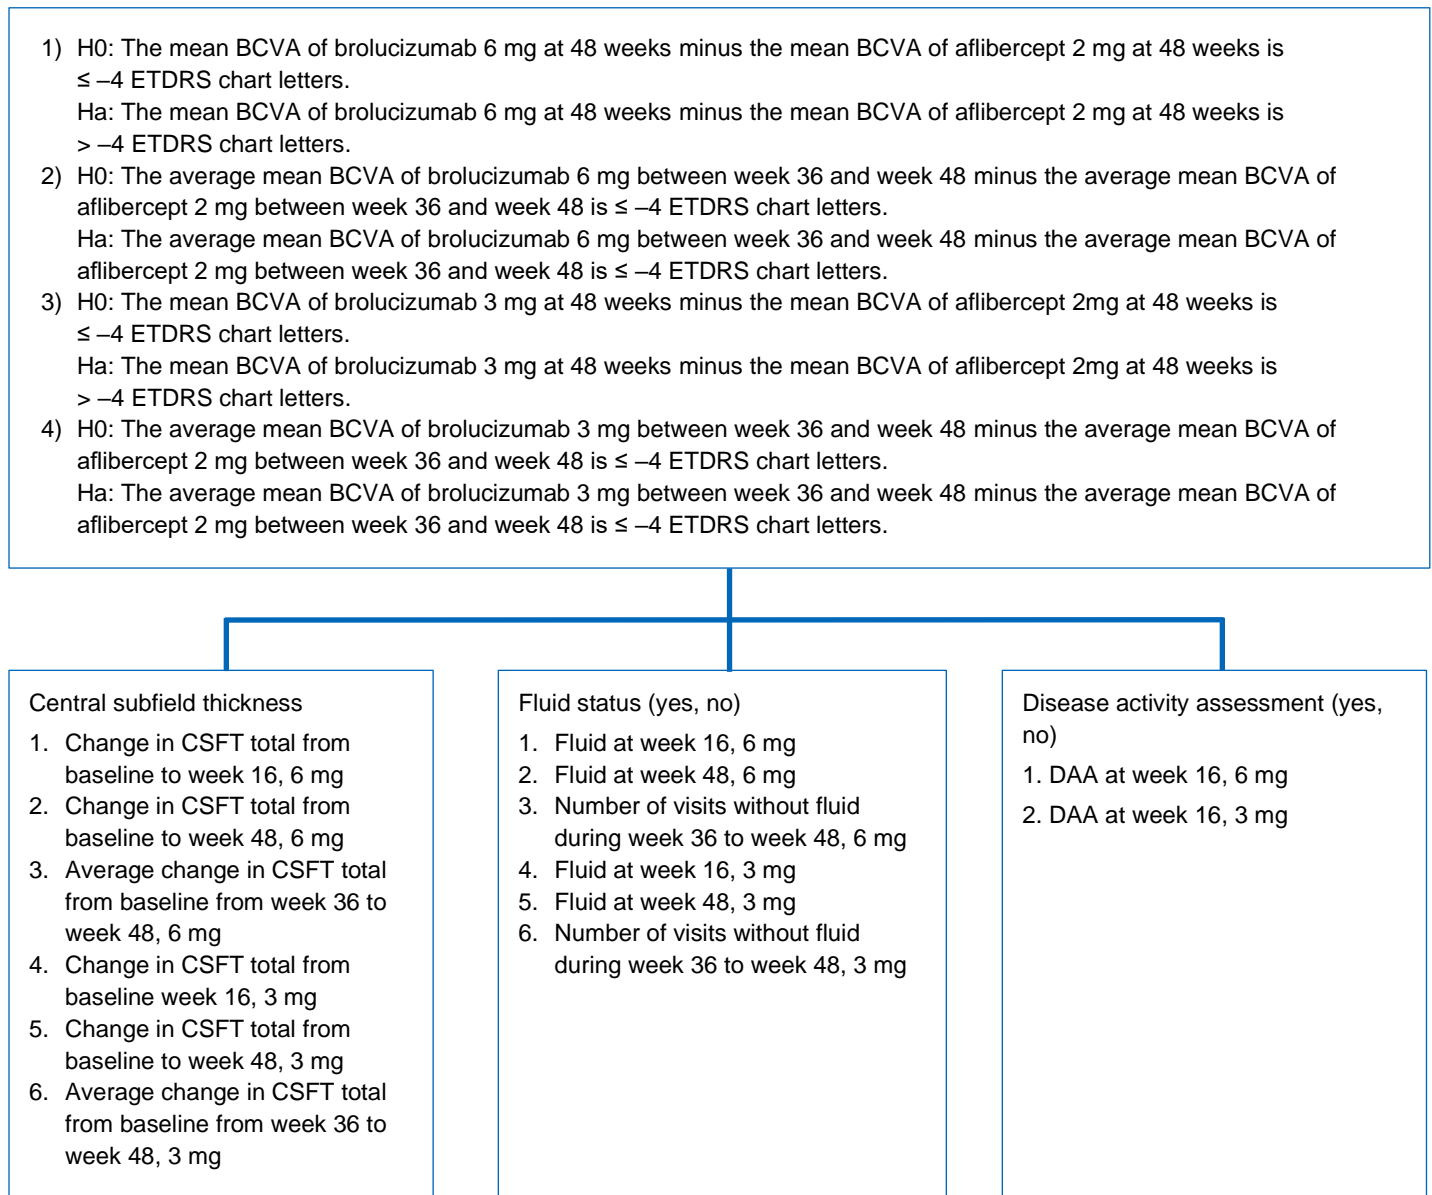 1) H0: The mean BCVA of brolucizumab 6 mg at 48 weeks minus the mean BCVA of aflibercept 2 mg at 48 weeks is
≤ –4 ETDRS chart letters.
Ha: The mean BCVA of brolucizumab 6 mg at 48 weeks minus the mean BCVA of aflibercept 2 mg at 48 weeks is
> –4 ETDRS chart letters.
2) H0: The average mean BCVA of brolucizumab 6 mg between week 36 and week 48 minus the average mean BCVA of
aflibercept 2 mg between week 36 and week 48 is ≤ –4 ETDRS chart letters.
Ha: The average mean BCVA of brolucizumab 6 mg between week 36 and week 48 minus the average mean BCVA of
aflibercept 2 mg between week 36 and week 48 is ≤ –4 ETDRS chart letters.
3) H0: The mean BCVA of brolucizumab 3 mg at 48 weeks minus the mean BCVA of aflibercept 2mg at 48 weeks is
≤ –4 ETDRS chart letters.
Ha: The mean BCVA of brolucizumab 3 mg at 48 weeks minus the mean BCVA of aflibercept 2mg at 48 weeks is
> –4 ETDRS chart letters.
4) H0: The average mean BCVA of brolucizumab 3 mg between week 36 and week 48 minus the average mean BCVA of
aflibercept 2 mg between week 36 and week 48 is ≤ –4 ETDRS chart letters.
Ha: The average mean BCVA of brolucizumab 3 mg between week 36 and week 48 minus the average mean BCVA of
aflibercept 2 mg between week 36 and week 48 is ≤ –4 ETDRS chart letters.
Central subfield thickness
1. Change in CSFT total from
baseline to week 16, 6 mg
2. Change in CSFT total from
baseline to week 48, 6 mg
3. Average change in CSFT total
from baseline from week 36 to
week 48, 6 mg
4. Change in CSFT total from
baseline week 16, 3 mg
5. Change in CSFT total from
baseline to week 48, 3 mg
6. Average change in CSFT total
from baseline from week 36 to
week 48, 3 mg
Fluid status (yes, no)
1. Fluid at week 16, 6 mg
2. Fluid at week 48, 6 mg
3. Number of visits without fluid
during week 36 to week 48, 6 mg
4. Fluid at week 16, 3 mg
5. Fluid at week 48, 3 mg
6. Number of visits without fluid
during week 36 to week 48, 3 mg
Disease activity assessment (yes,
no)
1. DAA at week 16, 6 mg
2. DAA at week 16, 3 mg